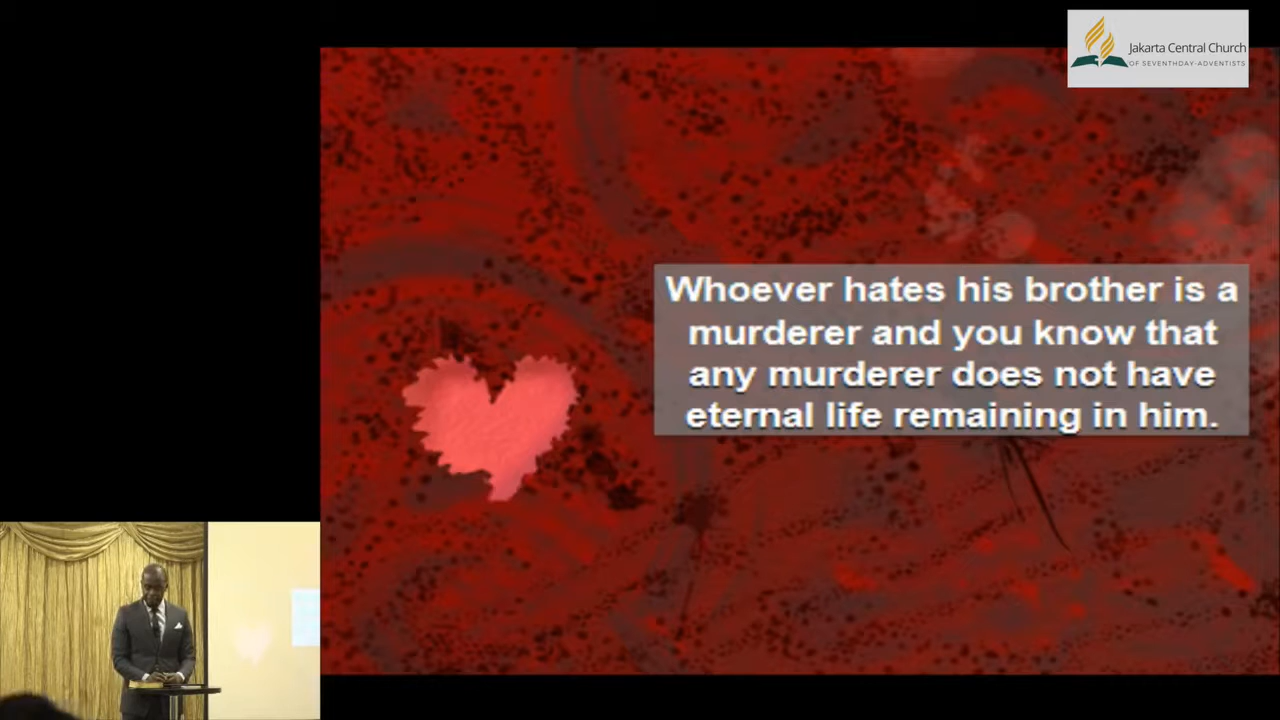 Jakarta Central Church
OF SEVENTHDAY-ADVENTISTS
Whoever hates his brother is a
murderer and you know that
any murderer does not have
eternal life remaining in him.